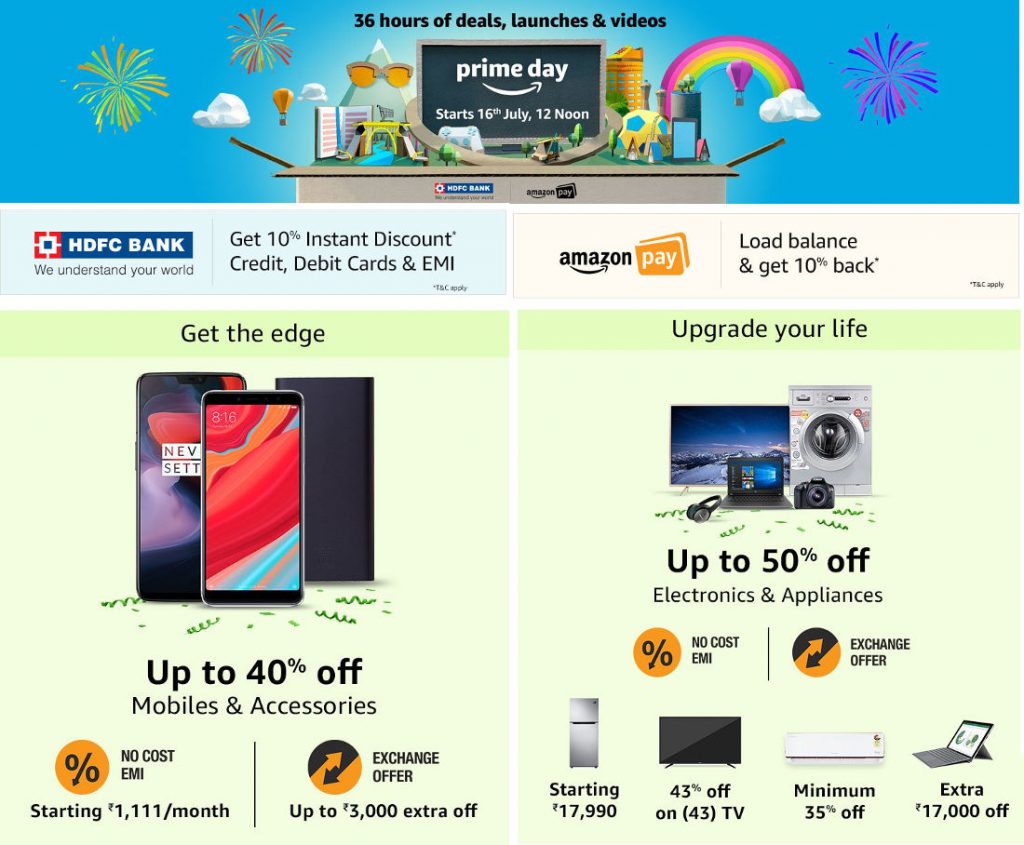 36 hours of deals, launches & videos
prime day
Starts 16th July, 12 Noon
HDFC BANK
We understand your world
amazon pay
HDFC BANK
We understand your world
Get 10% Instant Discount*
Credit, Debit Cards & EMI
*T&C apply
amazon pay
Load balance
& get 10% back*
*T&C apply
Get the edge
8:16
NEV
SETT
Up to 40% off
Mobiles & Accessories
% NO COST
EMI
Starting ₹1,111/month
EXCHANGE
OFFER
Up to ₹3,000 extra off
Upgrade your life
Up to 50% off
Electronics & Appliances
% NO COST
EMI
EXCHANGE
OFFER
Starting
₹17,990
43% off
on (43) TV
Minimum
35% off
Extra
₹17,000 off